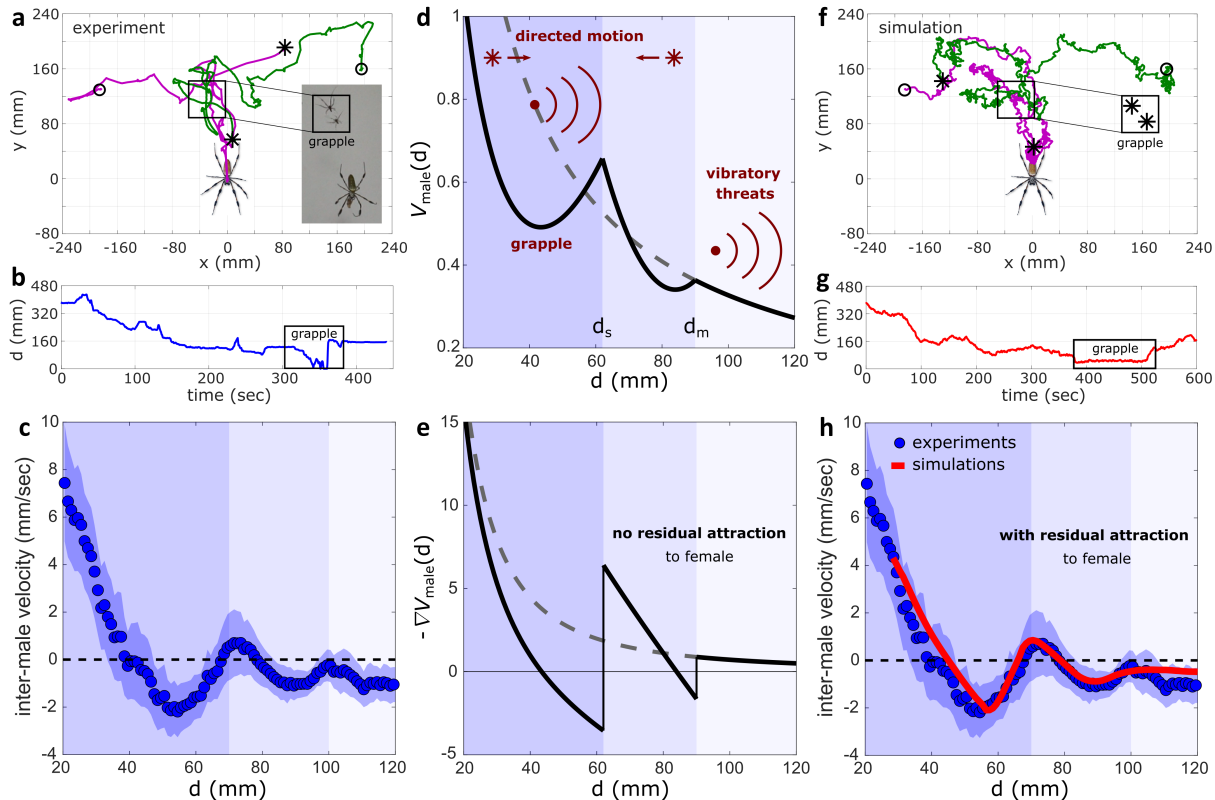 a
experiment
240
200
160
120
80
40
0
-80
-240
-160
-80
0
80
160
240
x (mm)
y (mm)
grapple
b
480
320
160
0
d (mm)
grapple
0
100
200
300
400
time (sec)
c
10
8
6
4
2
0
-2
-4
inter-male velocity (mm/sec)
20
40
60
80
100
120
d (mm)
d
1
0.8
0.6
0.4
0.2
V_male(d)
directed motion
vibratory
threats
grapple
d_s
d_m
20
40
60
80
100
120
d (mm)
e
15
10
5
0
-5
- ∇V_male(d)
no residual attraction
to female
20
40
60
80
100
120
d (mm)
f
simulation
240
200
160
120
80
40
0
-80
y (mm)
grapple
-240
-160
-80
0
80
160
240
x (mm)
g
480
320
160
0
d (mm)
grapple
0
100
200
300
400
500
600
time (sec)
h
10
8
6
4
2
0
-2
-4
inter-male velocity (mm/sec)
experiments
simulations
with residual attraction
to female
20
40
60
80
100
120
d (mm)